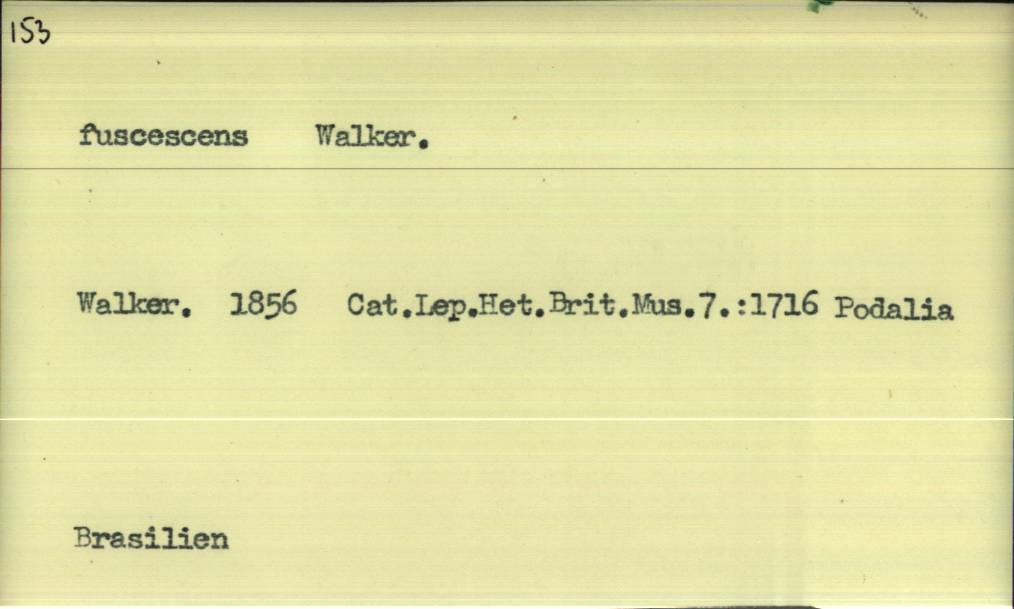 153
fuscescens Walker.
Walker. 1856 Cat.Lep.Het.Brit.Mus.7.:1716 Podalia
Brasilien